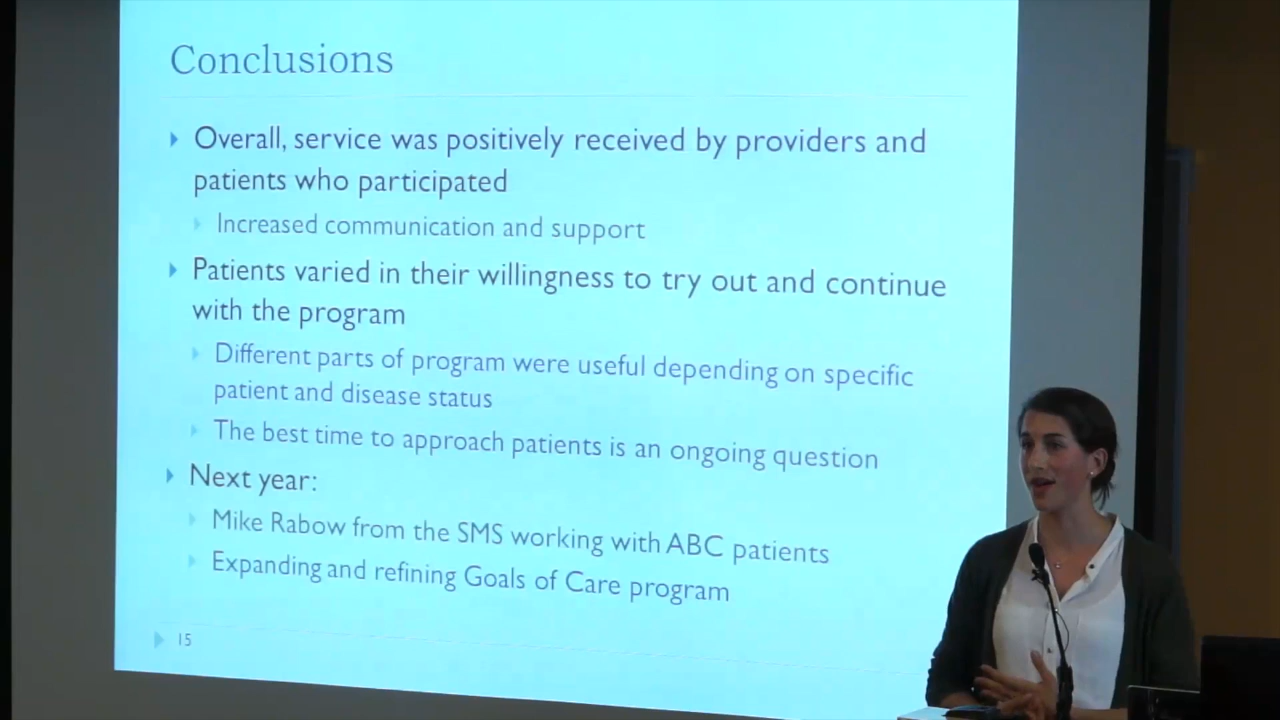 Conclusions
Overall, service was positively received by providers and
patients who participated
Increased communication and support
Patients varied in their willingness to try out and continue
with the program
Different parts of program were useful depending on specific
patient and disease status
The best time to approach patients is an ongoing question
Next year:
Mike Rabow from the SMS working with ABC patients
Expanding and refining Goals of Care program
15